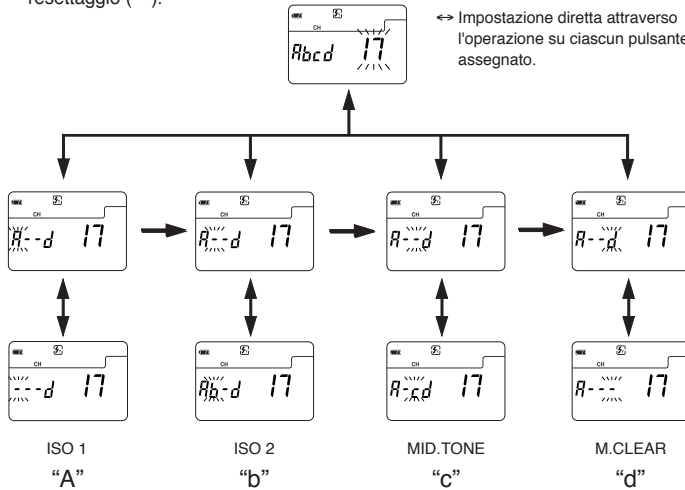 resettaggio ( ).
↔ Impostazione diretta attraverso
l'operazione su ciascun pulsante
assegnato.
CH
Abcd 17
CH CH CH CH
A--d 17 A--d 17 A--d 17 A--d 17
CH CH CH CH
---d 17 Ab-d 17 A-cd 17 A--- 17
ISO 1 ISO 2 MID.TONE M.CLEAR
“A” “b” “c” “d”